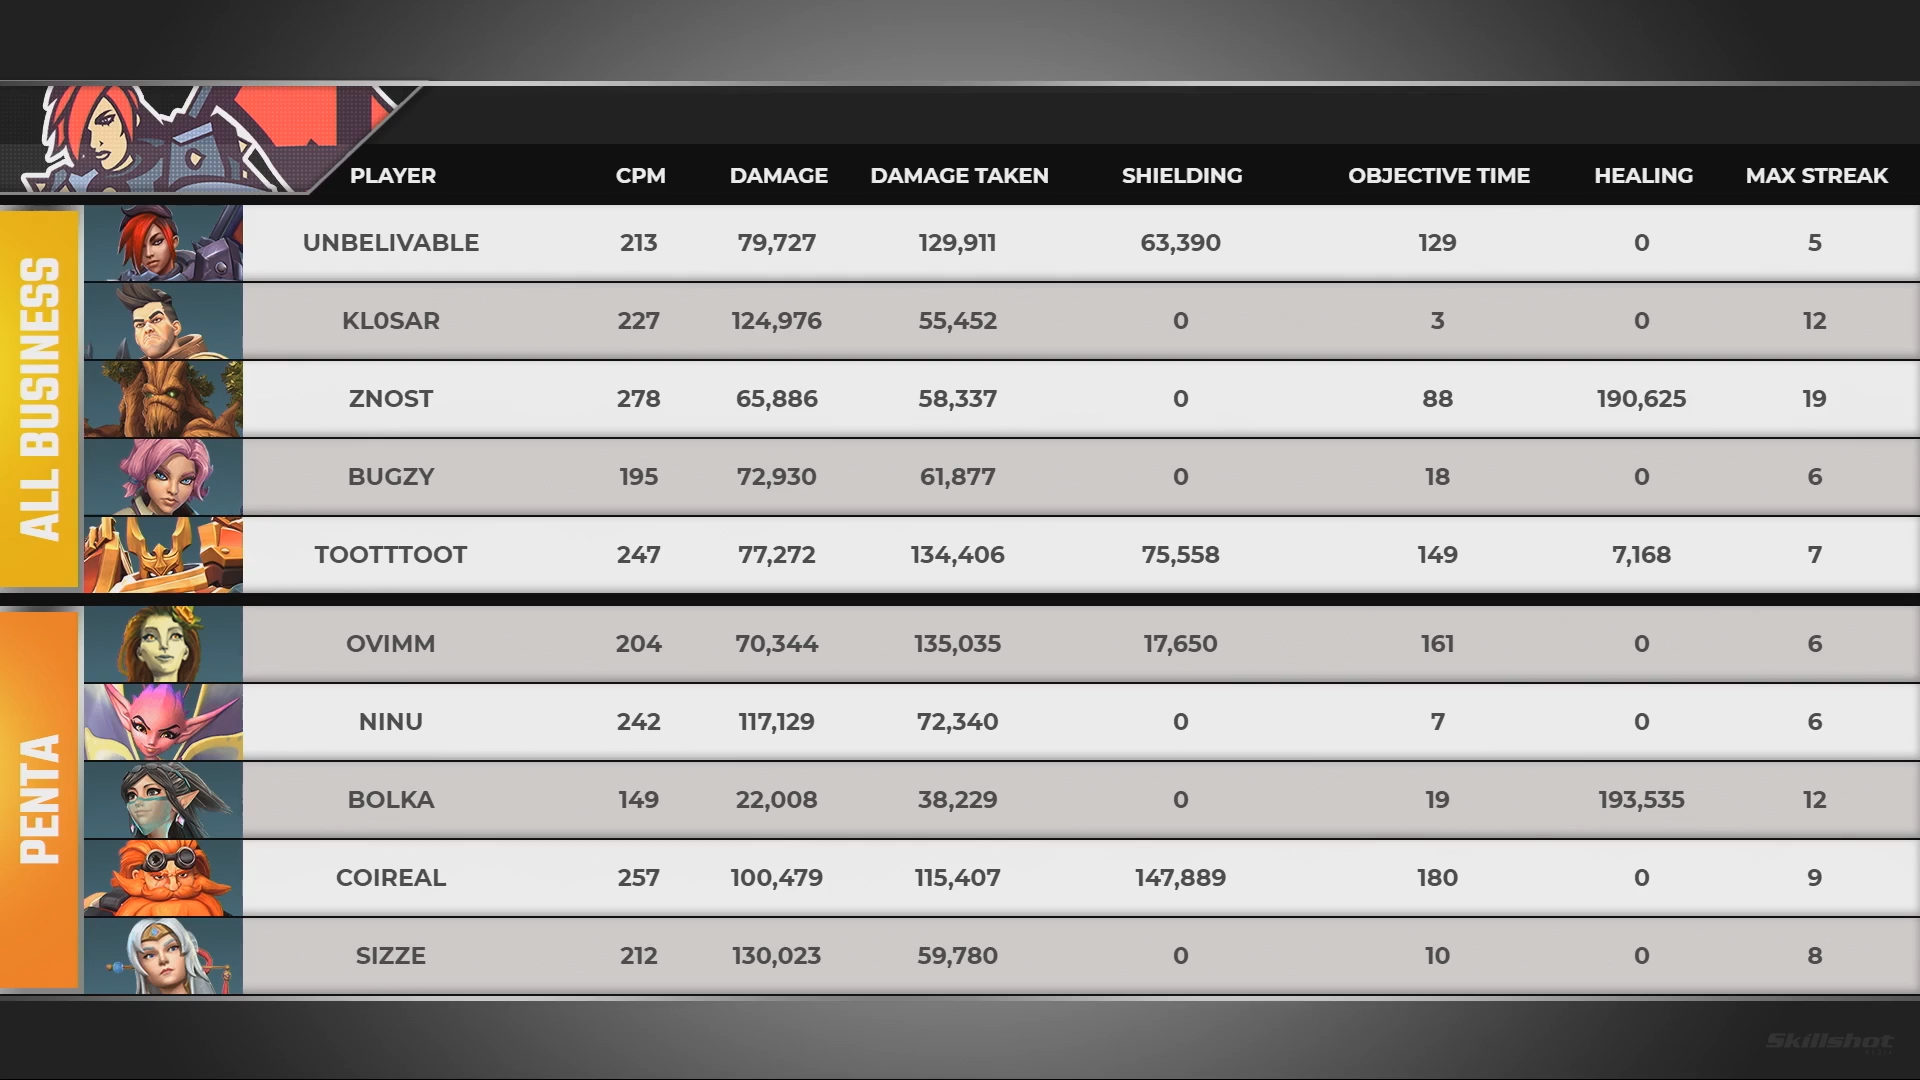 PLAYER CPM DAMAGE DAMAGE TAKEN SHIELDING OBJECTIVE TIME HEALING MAX STREAK
ALL BUSINESS
UNBELIVABLE 213 79,727 129,911 63,390 129 0 5
KL0SAR 227 124,976 55,452 0 3 0 12
ZNOST 278 65,886 58,337 0 88 190,625 19
BUGZY 195 72,930 61,877 0 18 0 6
TOOTTTOOT 247 77,272 134,406 75,558 149 7,168 7
PENTA
OVIMM 204 70,344 135,035 17,650 161 0 6
NINU 242 117,129 72,340 0 7 0 6
BOLKA 149 22,008 38,229 0 19 193,535 12
COIREAL 257 100,479 115,407 147,889 180 0 9
SIZZE 212 130,023 59,780 0 10 0 8
Skillshot